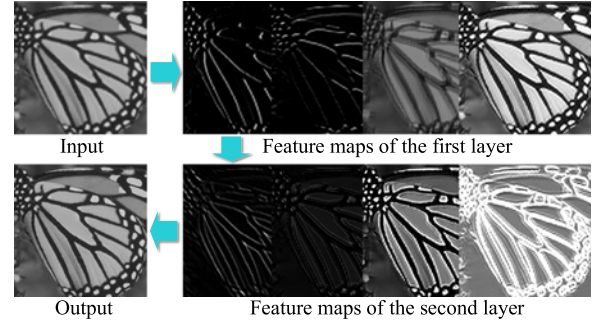 Input
Feature maps of the first layer
Output
Feature maps of the second layer